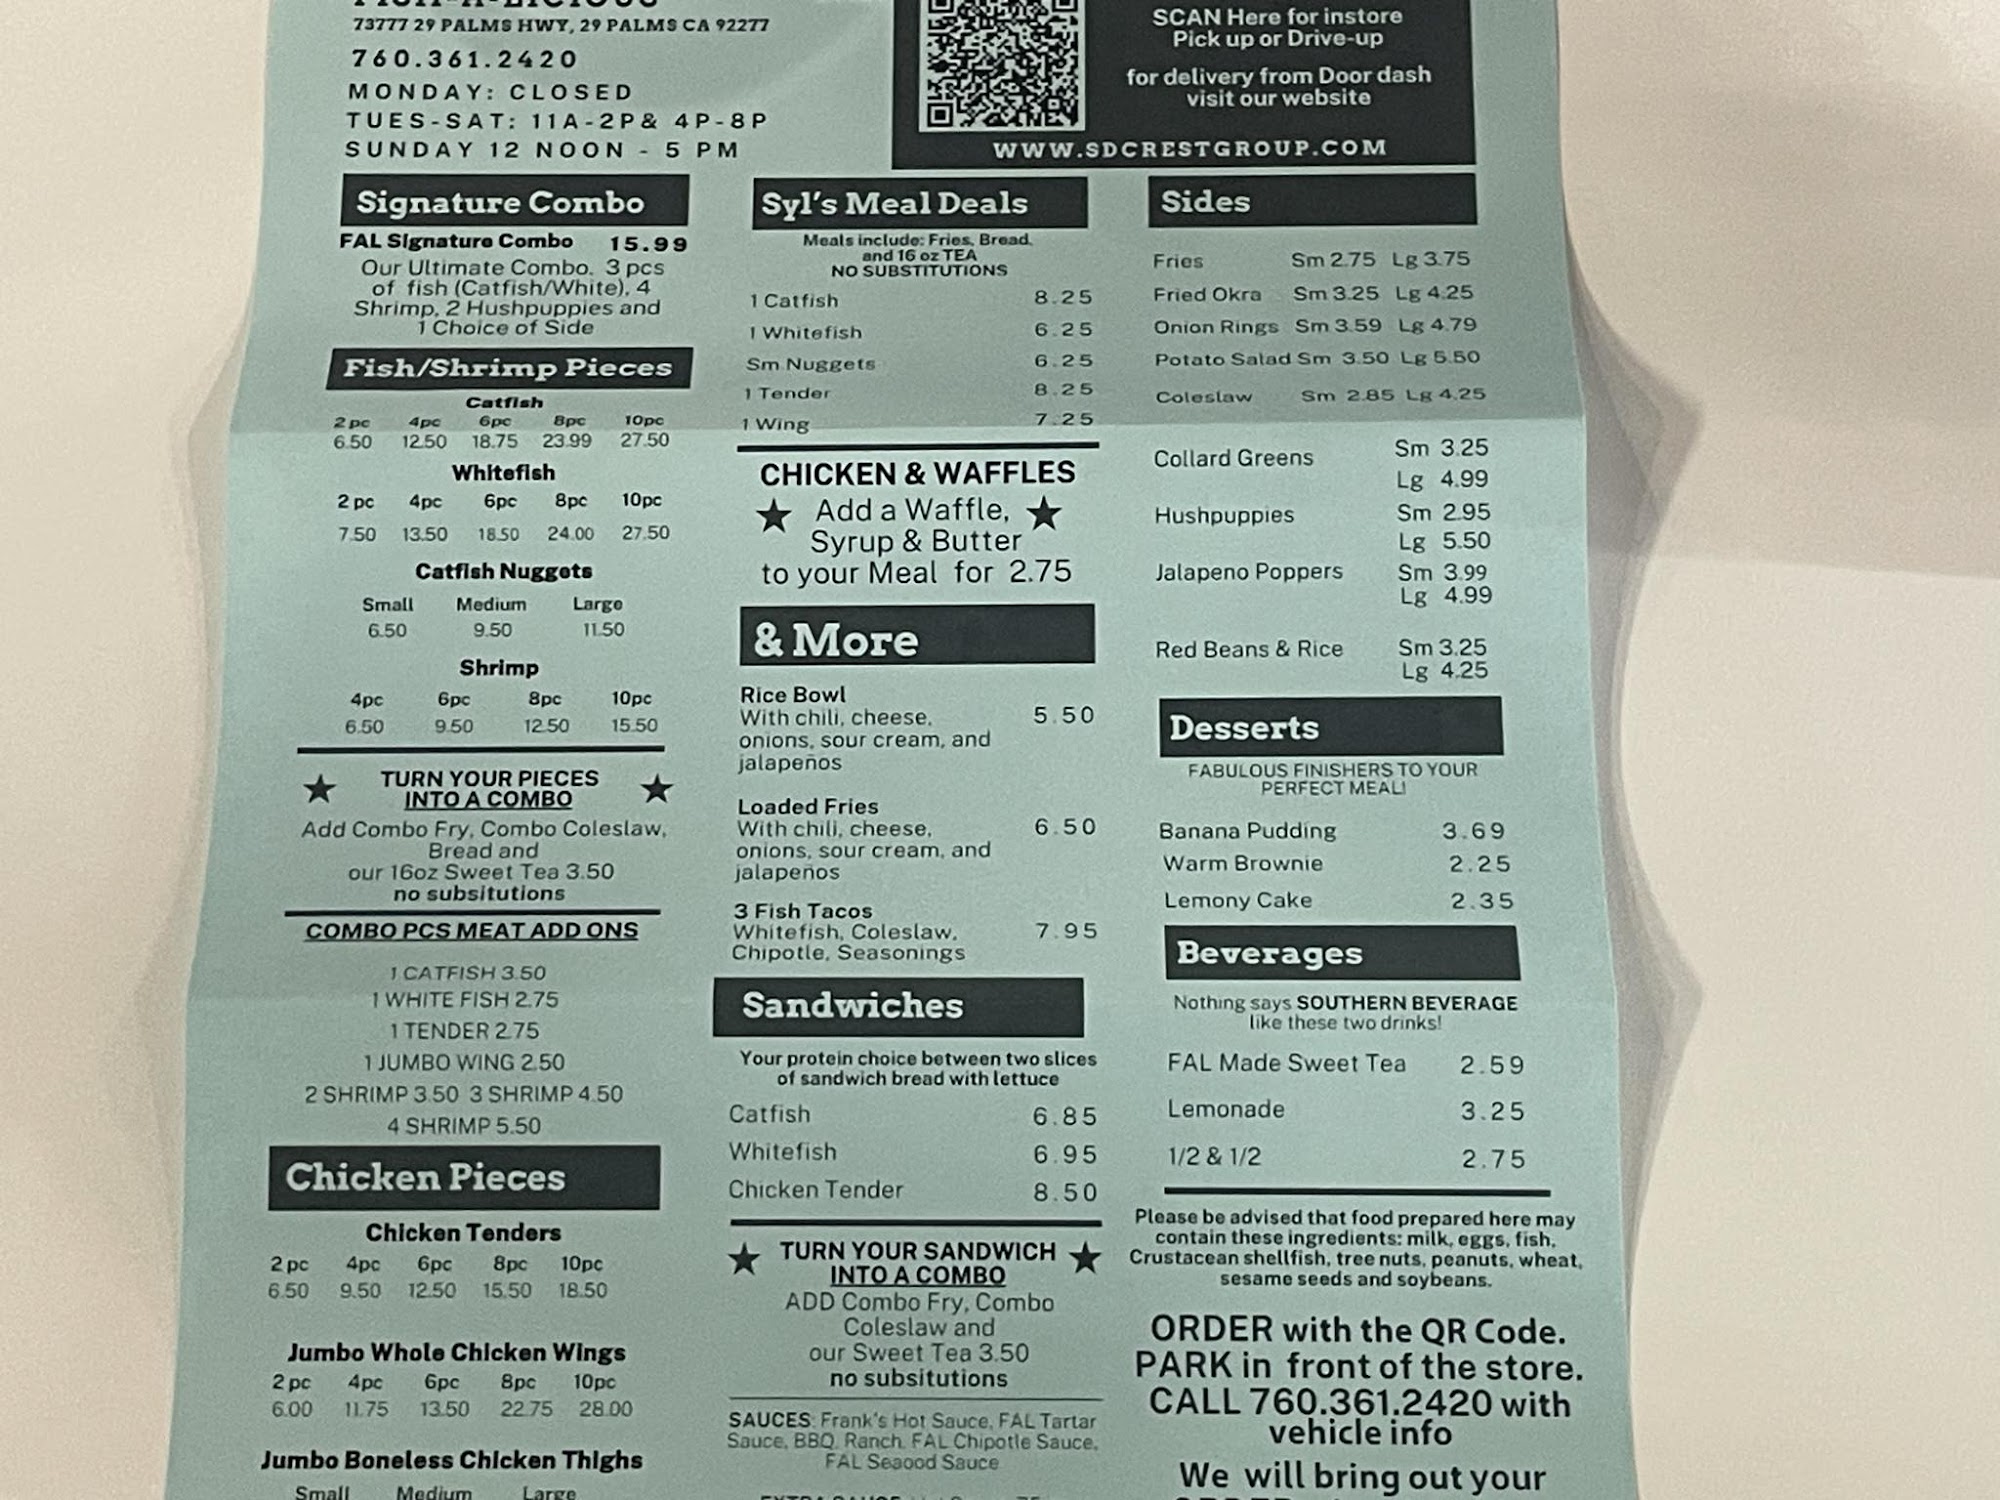 FISH-A-LICIOUS
73777 29 PALMS HWY, 29 PALMS CA 92277
760.361.2420
MONDAY: CLOSED
TUES-SAT: 11A-2P& 4P-8P
SUNDAY 12 NOON - 5 PM
SCAN Here for instore
Pick up or Drive-up
for delivery from Door dash
visit our website
WWW.SDCRESTGROUP.COM
Signature Combo
FAL Signature Combo 15.99
Our Ultimate Combo. 3 pcs
of fish (Catfish/White), 4
Shrimp, 2 Hushpuppies and
1 Choice of Side
Fish/Shrimp Pieces
Catfish
2 pc 4pc 6pc 8pc 10pc
6.50 12.50 18.75 23.99 27.50
Whitefish
2 pc 4pc 6pc 8pc 10pc
7.50 13.50 18.50 24.00 27.50
Catfish Nuggets
Small Medium Large
6.50 9.50 11.50
Shrimp
4pc 6pc 8pc 10pc
6.50 9.50 12.50 15.50
TURN YOUR PIECES
INTO A COMBO
Add Combo Fry, Combo Coleslaw,
Bread and
our 16oz Sweet Tea 3.50
no subsitutions
COMBO PCS MEAT ADD ONS
1 CATFISH 3.50
1 WHITE FISH 2.75
1 TENDER 2.75
1 JUMBO WING 2.50
2 SHRIMP 3.50 3 SHRIMP 4.50
4 SHRIMP 5.50
Chicken Pieces
Chicken Tenders
2 pc 4pc 6pc 8pc 10pc
6.50 9.50 12.50 15.50 18.50
Jumbo Whole Chicken Wings
2 pc 4pc 6pc 8pc 10pc
6.00 11.75 13.50 22.75 28.00
Jumbo Boneless Chicken Thighs
Small Medium Large
Syl's Meal Deals
Meals include: Fries, Bread,
and 16 oz TEA
NO SUBSTITUTIONS
1 Catfish 8.25
1 Whitefish 6.25
Sm Nuggets 6.25
1 Tender 8.25
1 Wing 7.25
CHICKEN & WAFFLES
Add a Waffle,
Syrup & Butter
to your Meal for 2.75
& More
Rice Bowl
With chili, cheese, 5.50
onions, sour cream, and
jalapeños
Loaded Fries
With chili, cheese, 6.50
onions, sour cream, and
jalapeños
3 Fish Tacos
Whitefish, Coleslaw, 7.95
Chipotle, Seasonings
Sandwiches
Your protein choice between two slices
of sandwich bread with lettuce
Catfish 6.85
Whitefish 6.95
Chicken Tender 8.50
TURN YOUR SANDWICH
INTO A COMBO
ADD Combo Fry, Combo
Coleslaw and
our Sweet Tea 3.50
no subsitutions
SAUCES: Frank's Hot Sauce, FAL Tartar
Sauce, BBQ, Ranch, FAL Chipotle Sauce,
FAL Seaood Sauce
Sides
Fries Sm 2.75 Lg 3.75
Fried Okra Sm 3.25 Lg 4.25
Onion Rings Sm 3.59 Lg 4.79
Potato Salad Sm 3.50 Lg 5.50
Coleslaw Sm 2.85 Lg 4.25
Collard Greens Sm 3.25
Lg 4.99
Hushpuppies Sm 2.95
Lg 5.50
Jalapeno Poppers Sm 3.99
Lg 4.99
Red Beans & Rice Sm 3.25
Lg 4.25
Desserts
FABULOUS FINISHERS TO YOUR
PERFECT MEAL!
Banana Pudding 3.69
Warm Brownie 2.25
Lemony Cake 2.35
Beverages
Nothing says SOUTHERN BEVERAGE
like these two drinks!
FAL Made Sweet Tea 2.59
Lemonade 3.25
1/2 & 1/2 2.75
Please be advised that food prepared here may
contain these ingredients: milk, eggs, fish,
Crustacean shellfish, tree nuts, peanuts, wheat,
sesame seeds and soybeans.
ORDER with the QR Code.
PARK in front of the store.
CALL 760.361.2420 with
vehicle info
We will bring out your